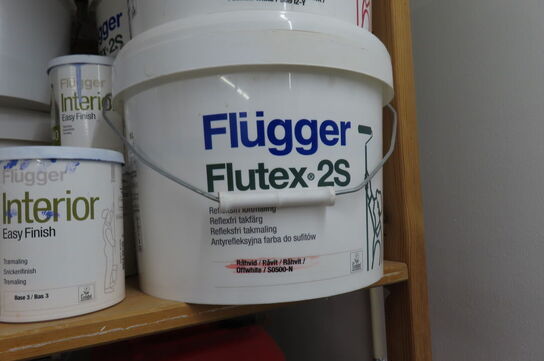 Flügger
Flutex®2S
Reflexfri takfärg
Refleksfri takmaling
Antyrefleksyjna farba do sufitów
Råhvid / Råvit / Råhvit /
Offwhite / S0500-N
Flügger
Interior
Easy Finish
Flügger
Interior
Easy Finish
Træmaling
Snickerifinish
Tremaling
Base 3 / Bas 3